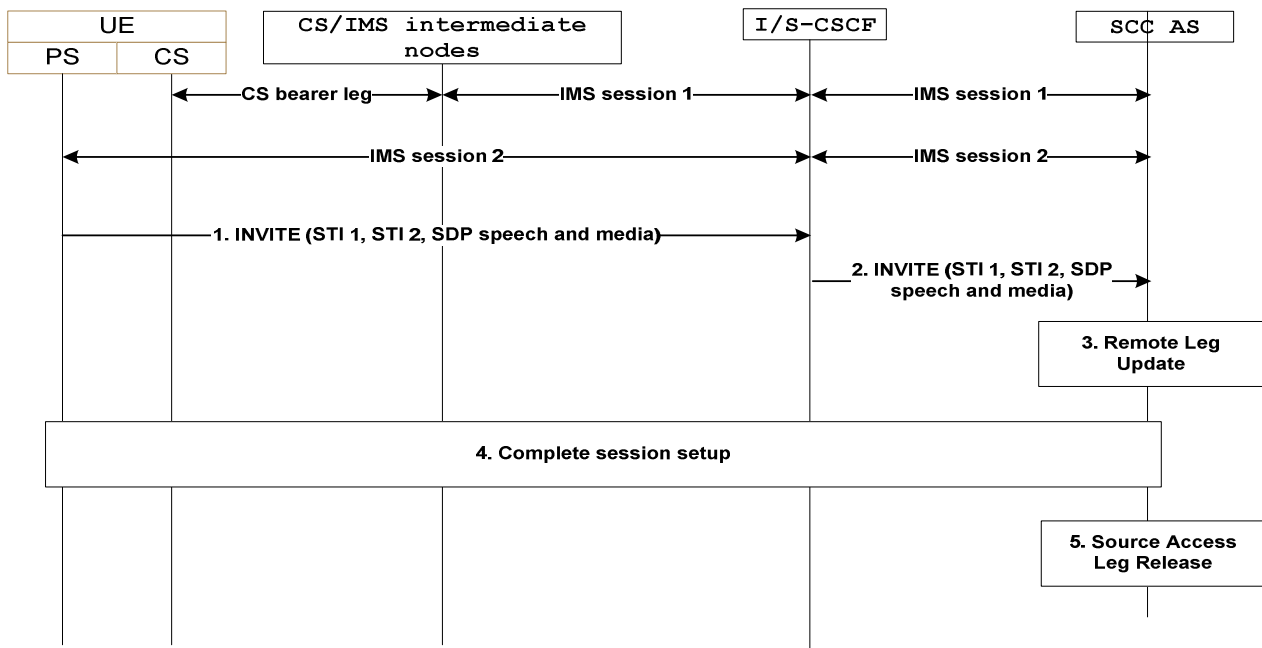 UE
PS
CS
CS/IMS intermediate
nodes
I/S-CSCF
SCC AS
CS bearer leg
IMS session 1
IMS session 1
IMS session 2
IMS session 2
1. INVITE (STI 1, STI 2, SDP speech and media)
2. INVITE (STI 1, STI 2, SDP
speech and media)
3. Remote Leg
Update
4. Complete session setup
5. Source Access
Leg Release